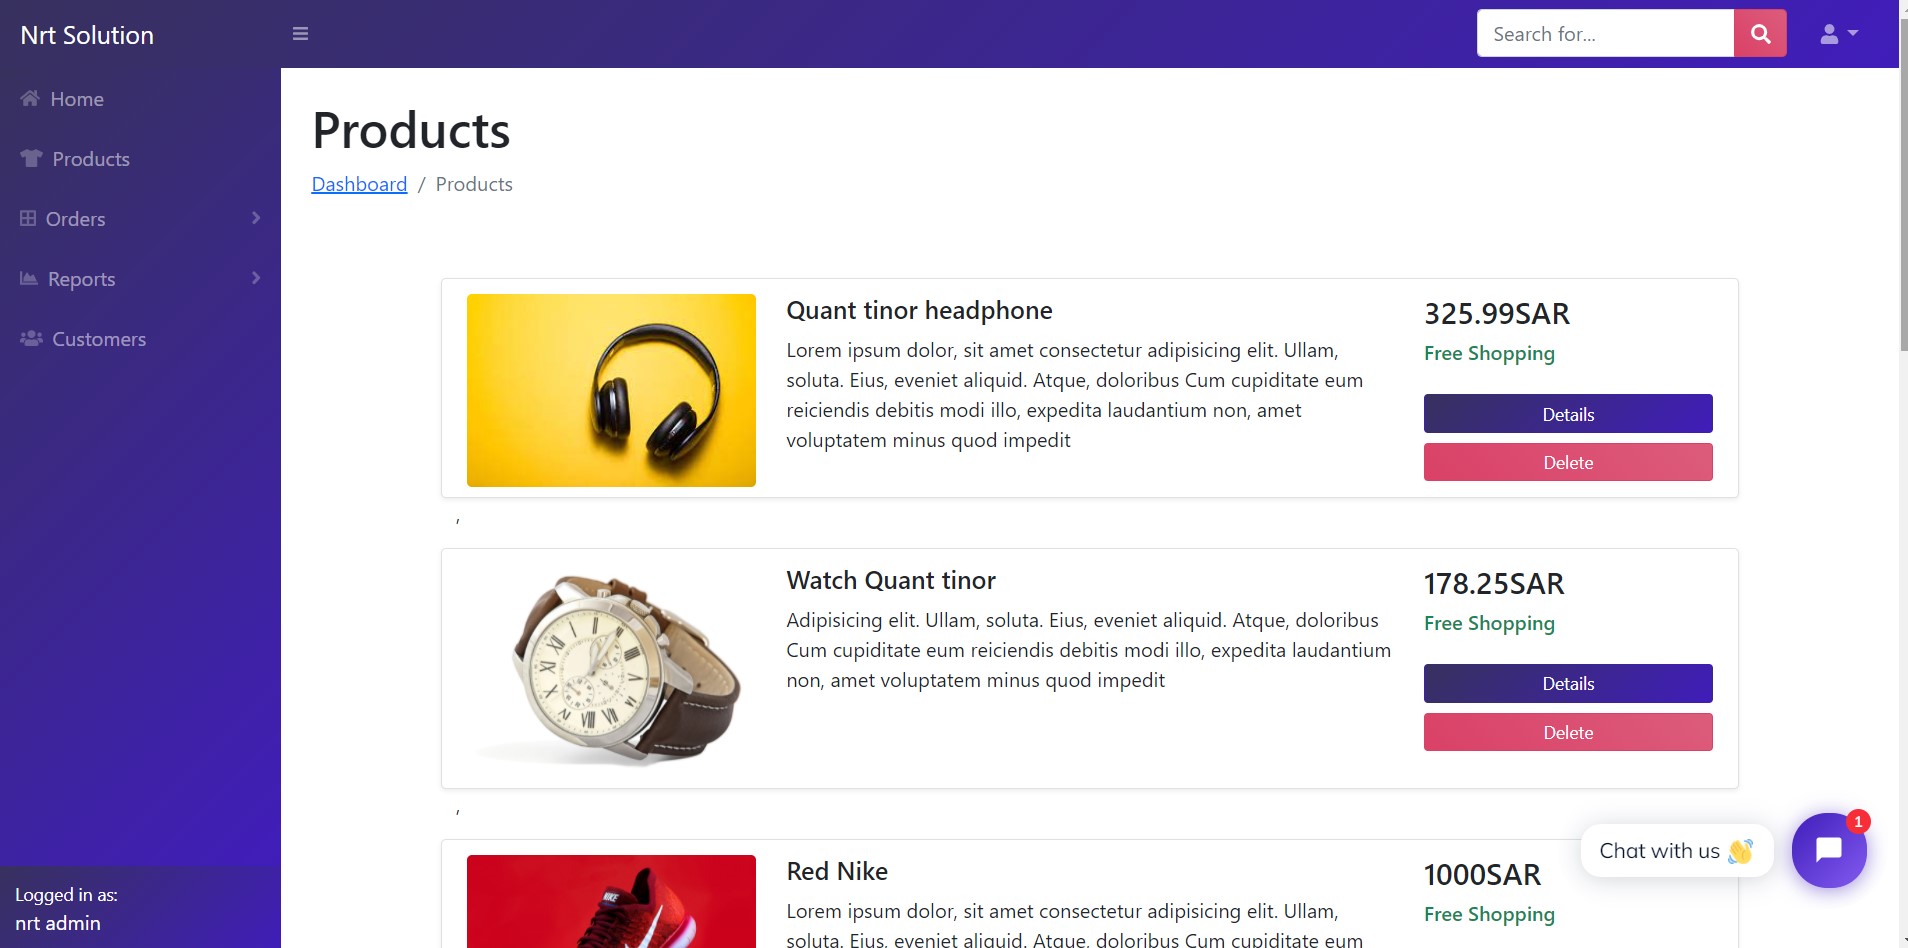 Nrt Solution
Search for...
Home
Products
Orders
Reports
Customers
Logged in as:
nrt admin
Products
Dashboard / Products
Quant tinor headphone
Lorem ipsum dolor, sit amet consectetur adipisicing elit. Ullam,
soluta. Eius, eveniet aliquid. Atque, doloribus Cum cupiditate eum
reiciendis debitis modi illo, expedita laudantium non, amet
voluptatem minus quod impedit
325.99SAR
Free Shopping
Details
Delete
,
Watch Quant tinor
Adipisicing elit. Ullam, soluta. Eius, eveniet aliquid. Atque, doloribus
Cum cupiditate eum reiciendis debitis modi illo, expedita laudantium
non, amet voluptatem minus quod impedit
178.25SAR
Free Shopping
Details
Delete
,
NIKE
Red Nike
Lorem ipsum dolor, sit amet consectetur adipisicing elit. Ullam,
soluta. Eius, eveniet aliquid. Atque, doloribus Cum cupiditate eum
1000SAR
Free Shopping
Chat with us 👋
1